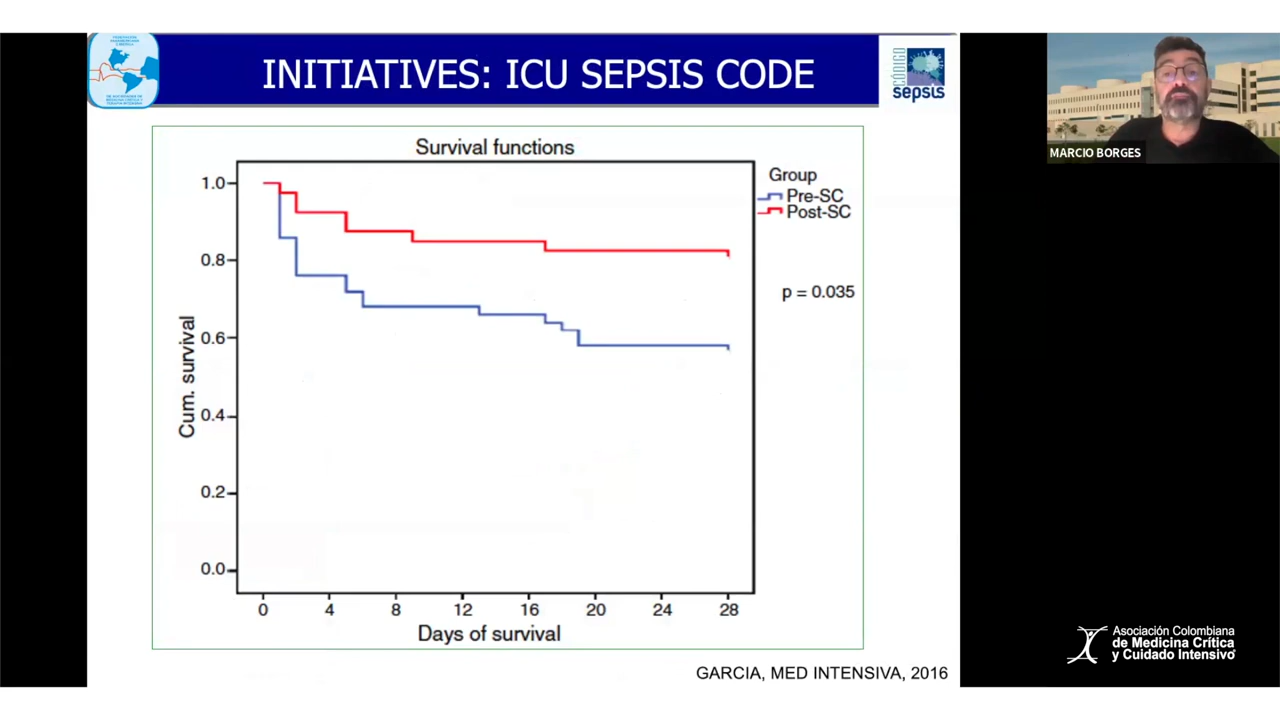 INITIATIVES: ICU SEPSIS CODE
CÓDIGO
sepsis
MARCIO BORGES
Survival functions
Group
Pre-SC
Post-SC
p = 0.035
Cum. survival
1.0
0.8
0.6
0.4
0.2
0.0
0 4 8 12 16 20 24 28
Days of survival
GARCIA, MED INTENSIVA, 2016
Asociación Colombiana
de Medicina Crítica
y Cuidado Intensivo